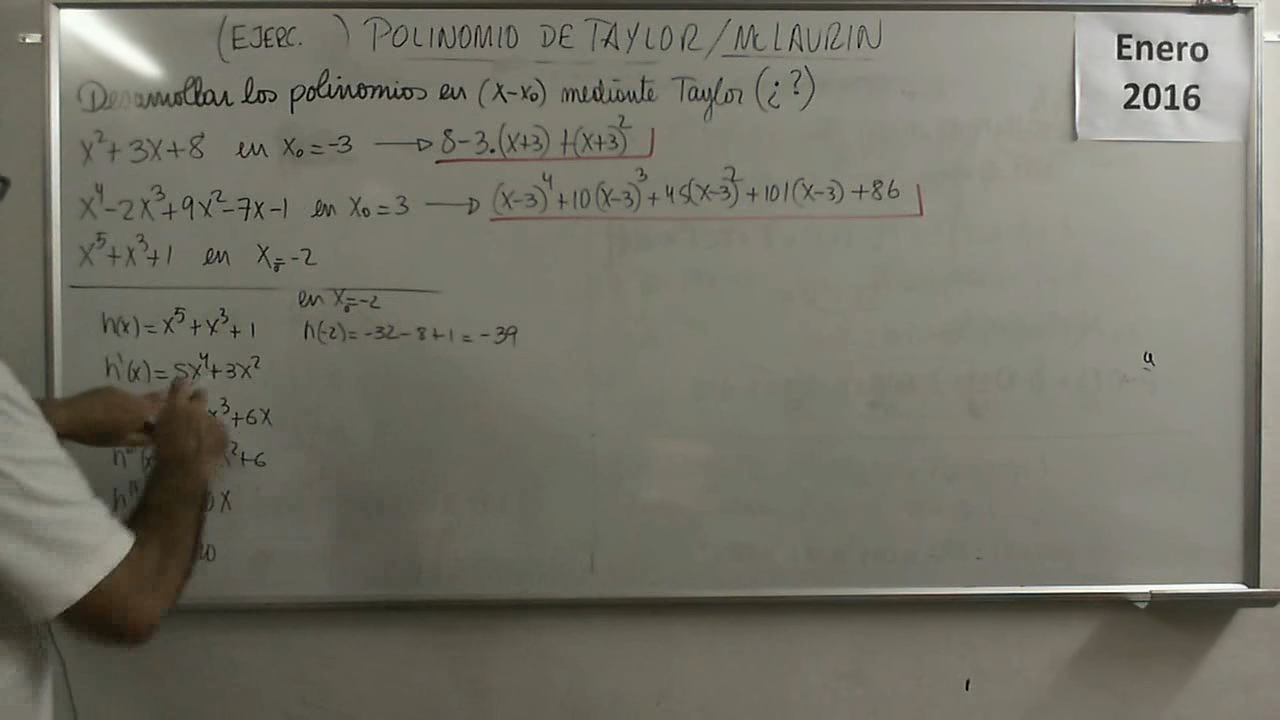 (EJERC. ) POLINOMIO DE TAYLOR/MCLAURIN
Enero
2016
Desarrollar los polinomios en (x-x₀) mediante Taylor (¿?)
x²+3x+8 en x₀=-3 → 8-3.(x+3)+(x+3)²
x⁴-2x³+9x²-7x-1 en x₀=3 → (x-3)⁴+10(x-3)³+45(x-3)²+101(x-3)+86
x⁵+x³+1 en x₀=-2
en x₀=-2
h(x)=x⁵+x³+1 h(-2)=-32-8+1=-39
h'(x)=5x⁴+3x²
x³+6x
x²+6
x